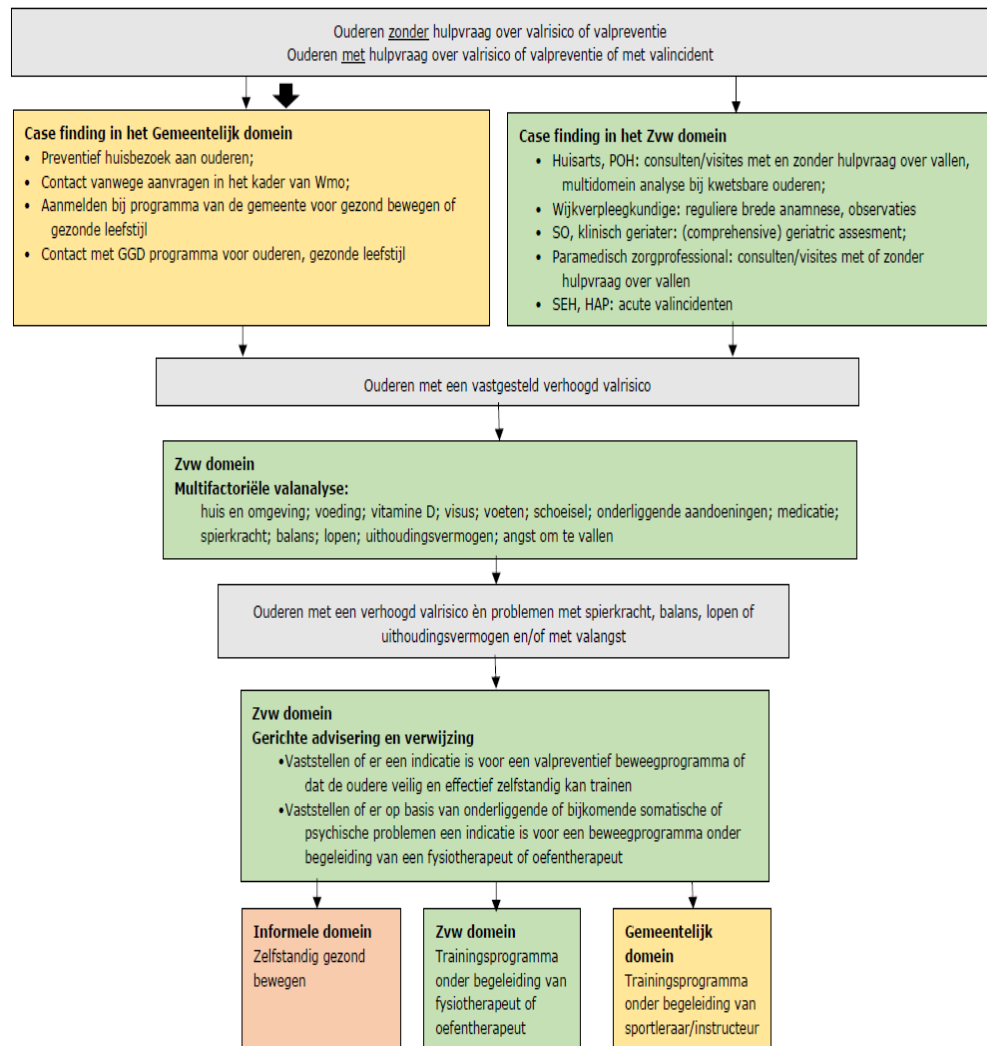 Ouderen zonder hulpvraag over valrisico of valpreventie
Ouderen met hulpvraag over valrisico of valpreventie of met valincident
Case finding in het Gemeentelijk domein
• Preventief huisbezoek aan ouderen;
• Contact vanwege aanvragen in het kader van Wmo;
• Aanmelden bij programma van de gemeente voor gezond bewegen of
gezonde leefstijl
• Contact met GGD programma voor ouderen, gezonde leefstijl
Case finding in het Zvw domein
• Huisarts, POH: consulten/visites met en zonder hulpvraag over vallen,
multidomein analyse bij kwetsbare ouderen;
• Wijkverpleegkundige: reguliere brede anamnese, observaties
• SO, klinisch geriater: (comprehensive) geriatric assesment;
• Paramedisch zorgprofessional: consulten/visites met of zonder
hulpvraag over vallen
• SEH, HAP: acute valincidenten
Ouderen met een vastgesteld verhoogd valrisico
Zvw domein
Multifactoriële valanalyse:
huis en omgeving; voeding; vitamine D; visus; voeten; schoeisel; onderliggende aandoeningen; medicatie;
spierkracht; balans; lopen; uithoudingsvermogen; angst om te vallen
Ouderen met een verhoogd valrisico èn problemen met spierkracht, balans, lopen of
uithoudingsvermogen en/of met valangst
Zvw domein
Gerichte advisering en verwijzing
•Vaststellen of er een indicatie is voor een valpreventief beweegprogramma of
dat de oudere veilig en effectief zelfstandig kan trainen
•Vaststellen of er op basis van onderliggende of bijkomende somatische of
psychische problemen een indicatie is voor een beweegprogramma onder
begeleiding van een fysiotherapeut of oefentherapeut
Informele domein
Zelfstandig gezond
bewegen
Zvw domein
Trainingsprogramma
onder begeleiding van
fysiotherapeut of
oefentherapeut
Gemeentelijk
domein
Trainingsprogramma
onder begeleiding van
sportleraar/instructeur